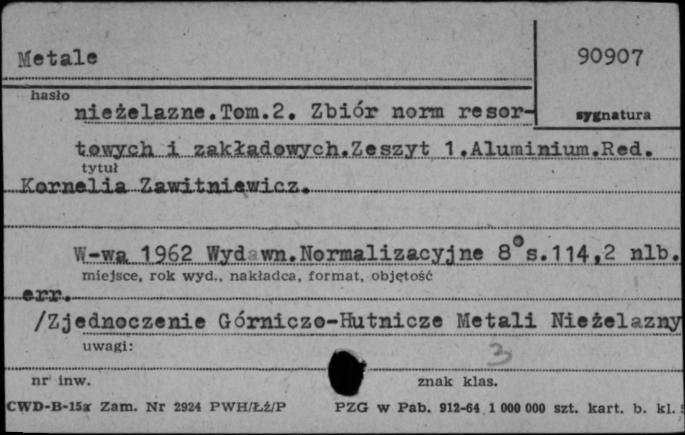 Metale
90907
hasło
nieżelazne.Tom.2. Zbiór norm resor-
sygnatura
towych i zakładowych.Zeszyt 1.Aluminium.Red.
tytuł
Kornelia Zawitniewicz.
W-wa 1962 Wydawn.Normalizacyjne 8°s.114,2 nlb.
miejsce, rok wyd., nakładca, format, objętość
err.
/Zjednoczenie Górniczo-Hutnicze Metali Nieżelazny
uwagi:
3
nr inw.
znak klas.
CWD-B-15a Zam. Nr 2924 PWH/Łż/P
PZG w Pab. 912-64 1 000 000 szt. kart. b. kl.